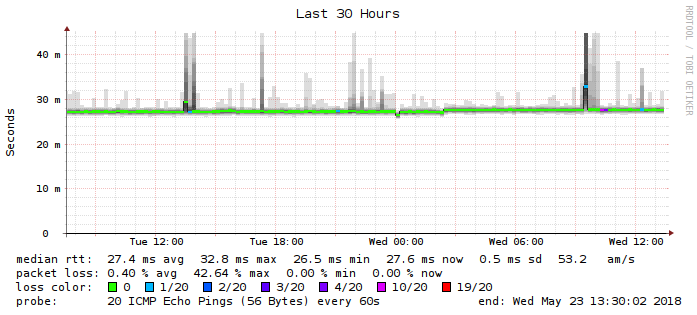 Last 30 Hours
RRDTOOL / TOBI OETIKER
Seconds
40 m
30 m
20 m
10 m
0
Tue 12:00 Tue 18:00 Wed 00:00 Wed 06:00 Wed 12:00
median rtt: 27.4 ms avg 32.8 ms max 26.5 ms min 27.6 ms now 0.5 ms sd 53.2 am/s
packet loss: 0.40 % avg 42.64 % max 0.00 % min 0.00 % now
loss color: 0 1/20 2/20 3/20 4/20 10/20 19/20
probe: 20 ICMP Echo Pings (56 Bytes) every 60s end: Wed May 23 13:30:02 2018